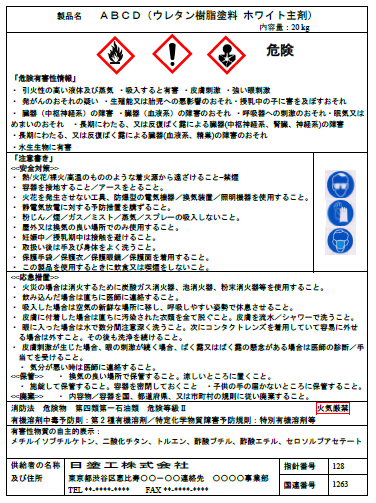 製品名　ＡＢＣＤ（ウレタン樹脂塗料 ホワイト主剤）
内容量：20 kg
危険
「危険有害性情報」
・ 引火性の高い液体及び蒸気 ・吸入すると有害 ・皮膚刺激 ・強い眼刺激
・ 発がんのおそれの疑い ・生殖能又は胎児への悪影響のおそれ・授乳中の子に害を及ぼすおそれ
・ 臓器（中枢神経系）の障害 ・臓器（血液系）の障害のおそれ ・呼吸器への刺激のおそれ・眠気又は
めまいのおそれ ・長期にわたる、又は反復ばく露による臓器(中枢神経系、腎臓、神経系)の障害
・長期にわたる、又は反復ばく露による臓器(血液系、精巣)の障害のおそれ
・水生生物に有害
「注意書き」
<<安全対策>>
・ 熱/火花/裸火/高温のもののような着火源から遠ざけること−禁煙
・ 容器を接地すること／アースをとること。
・ 火花を発生させない工具、防爆型の電気機器／換気装置／照明機器を使用すること。
・ 静電気放電に対する予防措置を講ずること。
・ 粉じん／煙／ガス／ミスト／蒸気／スプレーの吸入しないこと。
・ 屋外又は換気の良い場所でのみ使用すること。
・ 妊娠中／授乳期中は接触を避けること。
・ 取扱い後は手及び身体をよく洗うこと。
・ 保護手袋／保護衣／保護眼鏡／保護面を着用すること。
・ この製品を使用するときに飲食又は喫煙をしないこと。
<<応急措置>>
・ 火災の場合は消火するために炭酸ガス消火器、泡消火器、粉末消火器等を使用すること。
・ 飲み込んだ場合は直ちに医師に連絡すること。
・ 吸入した場合は空気の新鮮な場所に移し、呼吸しやすい姿勢で休息させること。
・ 皮膚に付着した場合は直ちに汚染された衣類を全て脱ぐこと。皮膚を流水／シャワーで洗うこと。
・ 眼に入った場合は水で数分間注意深く洗うこと。次にコンタクトレンズを着用していて容易に外せ
る場合は外すこと。その後も洗浄を続けること。
・ 皮膚刺激が生じた場合、眼の刺激が続く場合、ばく露又はばく露の懸念がある場合は医師の診断／手
当てを受けること。
・ 気分が悪い時は医師に連絡すること。
<<保管>> ・ 換気の良い場所で保管すること。涼しいところに置くこと。
・ 施錠して保管すること。容器を密閉しておくこと ・子供の手の届かないところに保管すること。
<<廃棄>> ・ 内容物／容器を国、都道府県、又は市町村の規則に従い廃棄すること。
消防法 危険物 第四類第一石油類 危険等級Ⅱ　火気厳禁
有機溶剤中毒予防則：第２種有機溶剤／特定化学物質障害予防規則：特別有機溶剤等
有害性物質の自主的表示：
メチルイソブチルケトン、二酸化チタン、トルエン、酢酸ブチル、酢酸エチル、セロソルブアセテート
供給者の名称
及び住所
日塗工株式会社
東京都渋谷区恵比寿〇〇−〇〇連絡先　〇〇〇〇事業部
TEL **-****-****　FAX **-****-****
指針番号　128
国連番号　1263